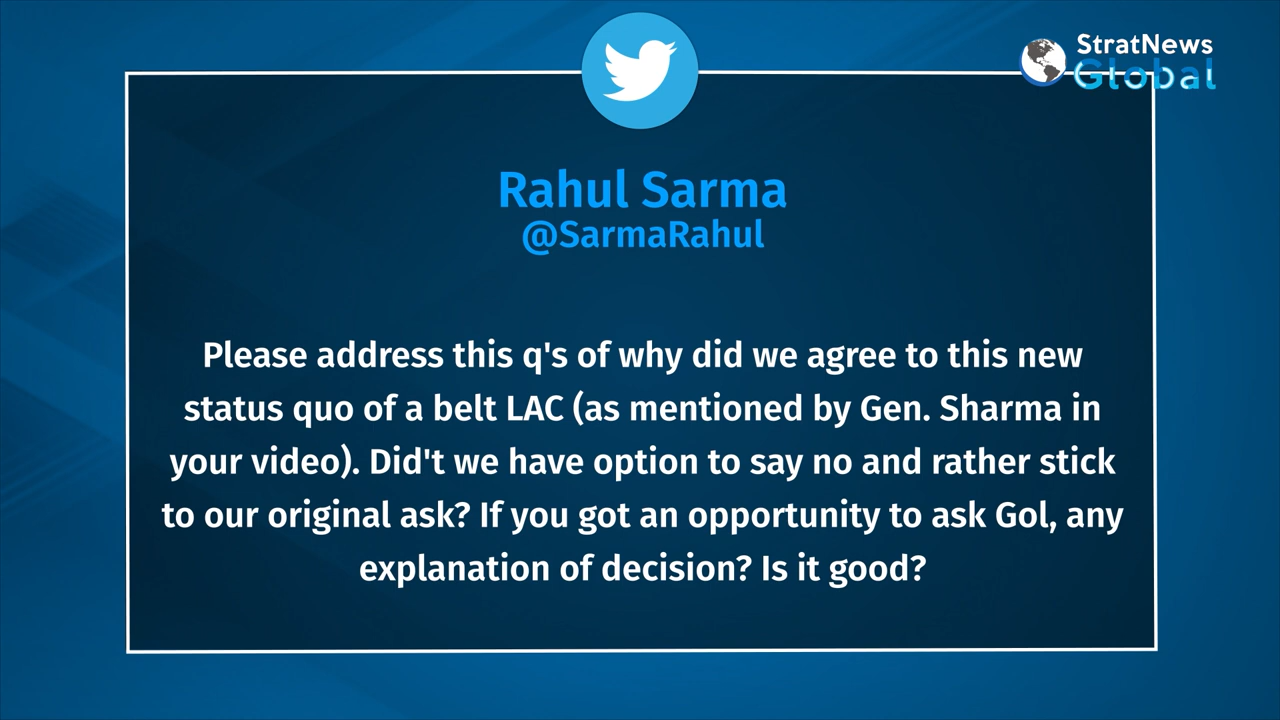 StratNews
Global
Rahul Sarma
@SarmaRahul
Please address this q's of why did we agree to this new
status quo of a belt LAC (as mentioned by Gen. Sharma in
your video). Did't we have option to say no and rather stick
to our original ask? If you got an opportunity to ask GoI, any
explanation of decision? Is it good?